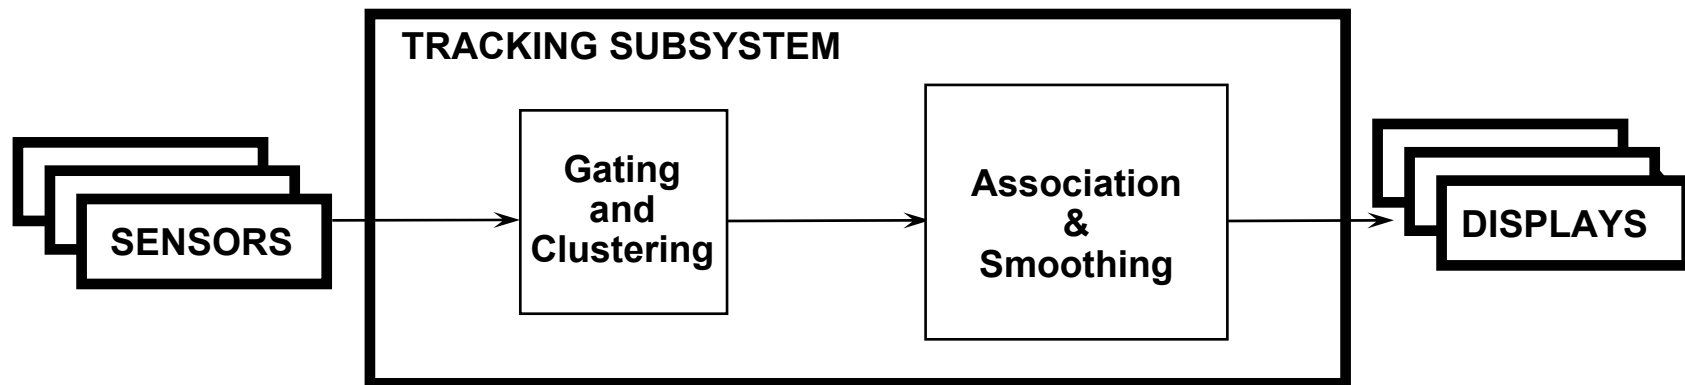 TRACKING SUBSYSTEM
SENSORS
Gating
and
Clustering
Association
&
Smoothing
DISPLAYS